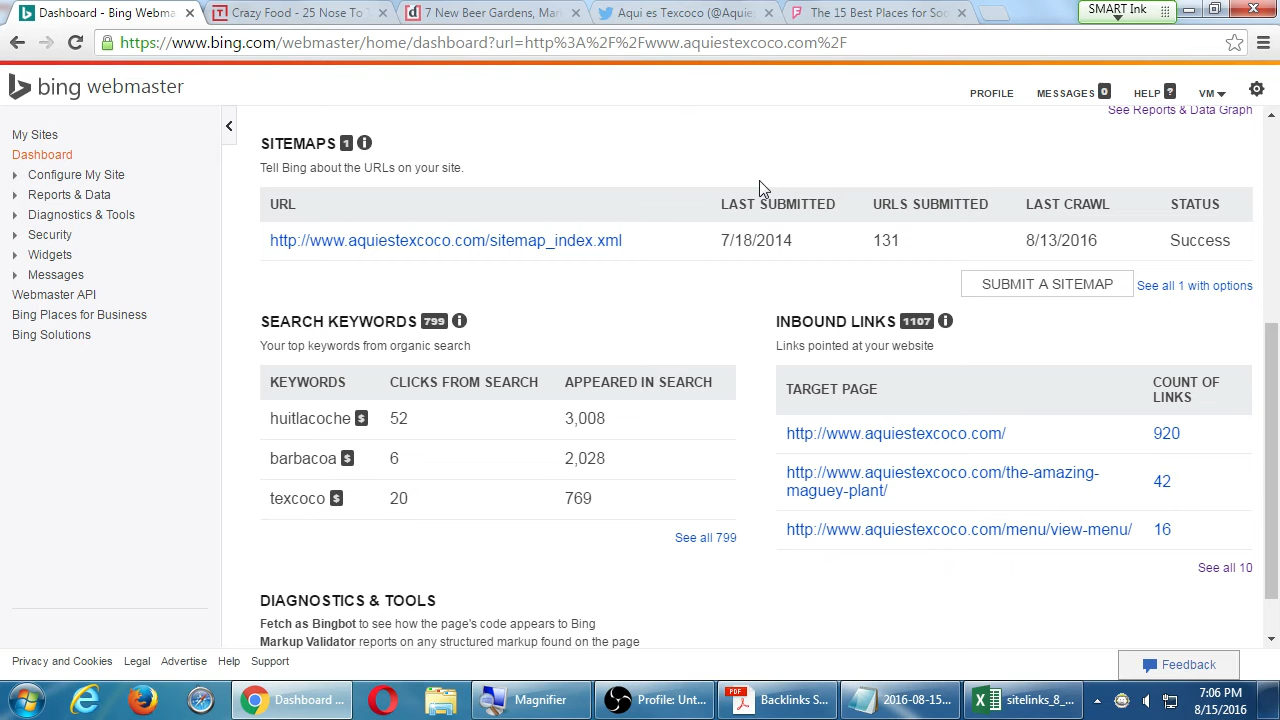 Dashboard - Bing Webma
Crazy Food - 25 Nose To T
7 New Beer Gardens, Mar
Aqui es Texcoco (@Aquie
The 15 Best Places for Soc
SMART Ink
https://www.bing.com/webmaster/home/dashboard?url=http%3A%2F%2Fwww.aquiestexcoco.com%2F
bing webmaster
PROFILE
MESSAGES 0
HELP ?
VM
See Reports & Data Graph
My Sites
Dashboard
Configure My Site
Reports & Data
Diagnostics & Tools
Security
Widgets
Messages
Webmaster API
Bing Places for Business
Bing Solutions
SITEMAPS 1
Tell Bing about the URLs on your site.
URL LAST SUBMITTED URLS SUBMITTED LAST CRAWL STATUS
http://www.aquiestexcoco.com/sitemap_index.xml 7/18/2014 131 8/13/2016 Success
SUBMIT A SITEMAP See all 1 with options
SEARCH KEYWORDS 799
Your top keywords from organic search
KEYWORDS CLICKS FROM SEARCH APPEARED IN SEARCH
huitlacoche $ 52 3,008
barbacoa $ 6 2,028
texcoco $ 20 769
See all 799
INBOUND LINKS 1107
Links pointed at your website
TARGET PAGE COUNT OF
LINKS
http://www.aquiestexcoco.com/ 920
http://www.aquiestexcoco.com/the-amazing-
maguey-plant/ 42
http://www.aquiestexcoco.com/menu/view-menu/ 16
See all 10
DIAGNOSTICS & TOOLS
Fetch as Bingbot to see how the page's code appears to Bing
Markup Validator reports on any structured markup found on the page
Privacy and Cookies Legal Advertise Help Support
Feedback
Dashboard ...
Magnifier
Profile: Unt...
PDF
Backlinks S...
2016-08-15...
sitelinks_8_...
7:06 PM
8/15/2016